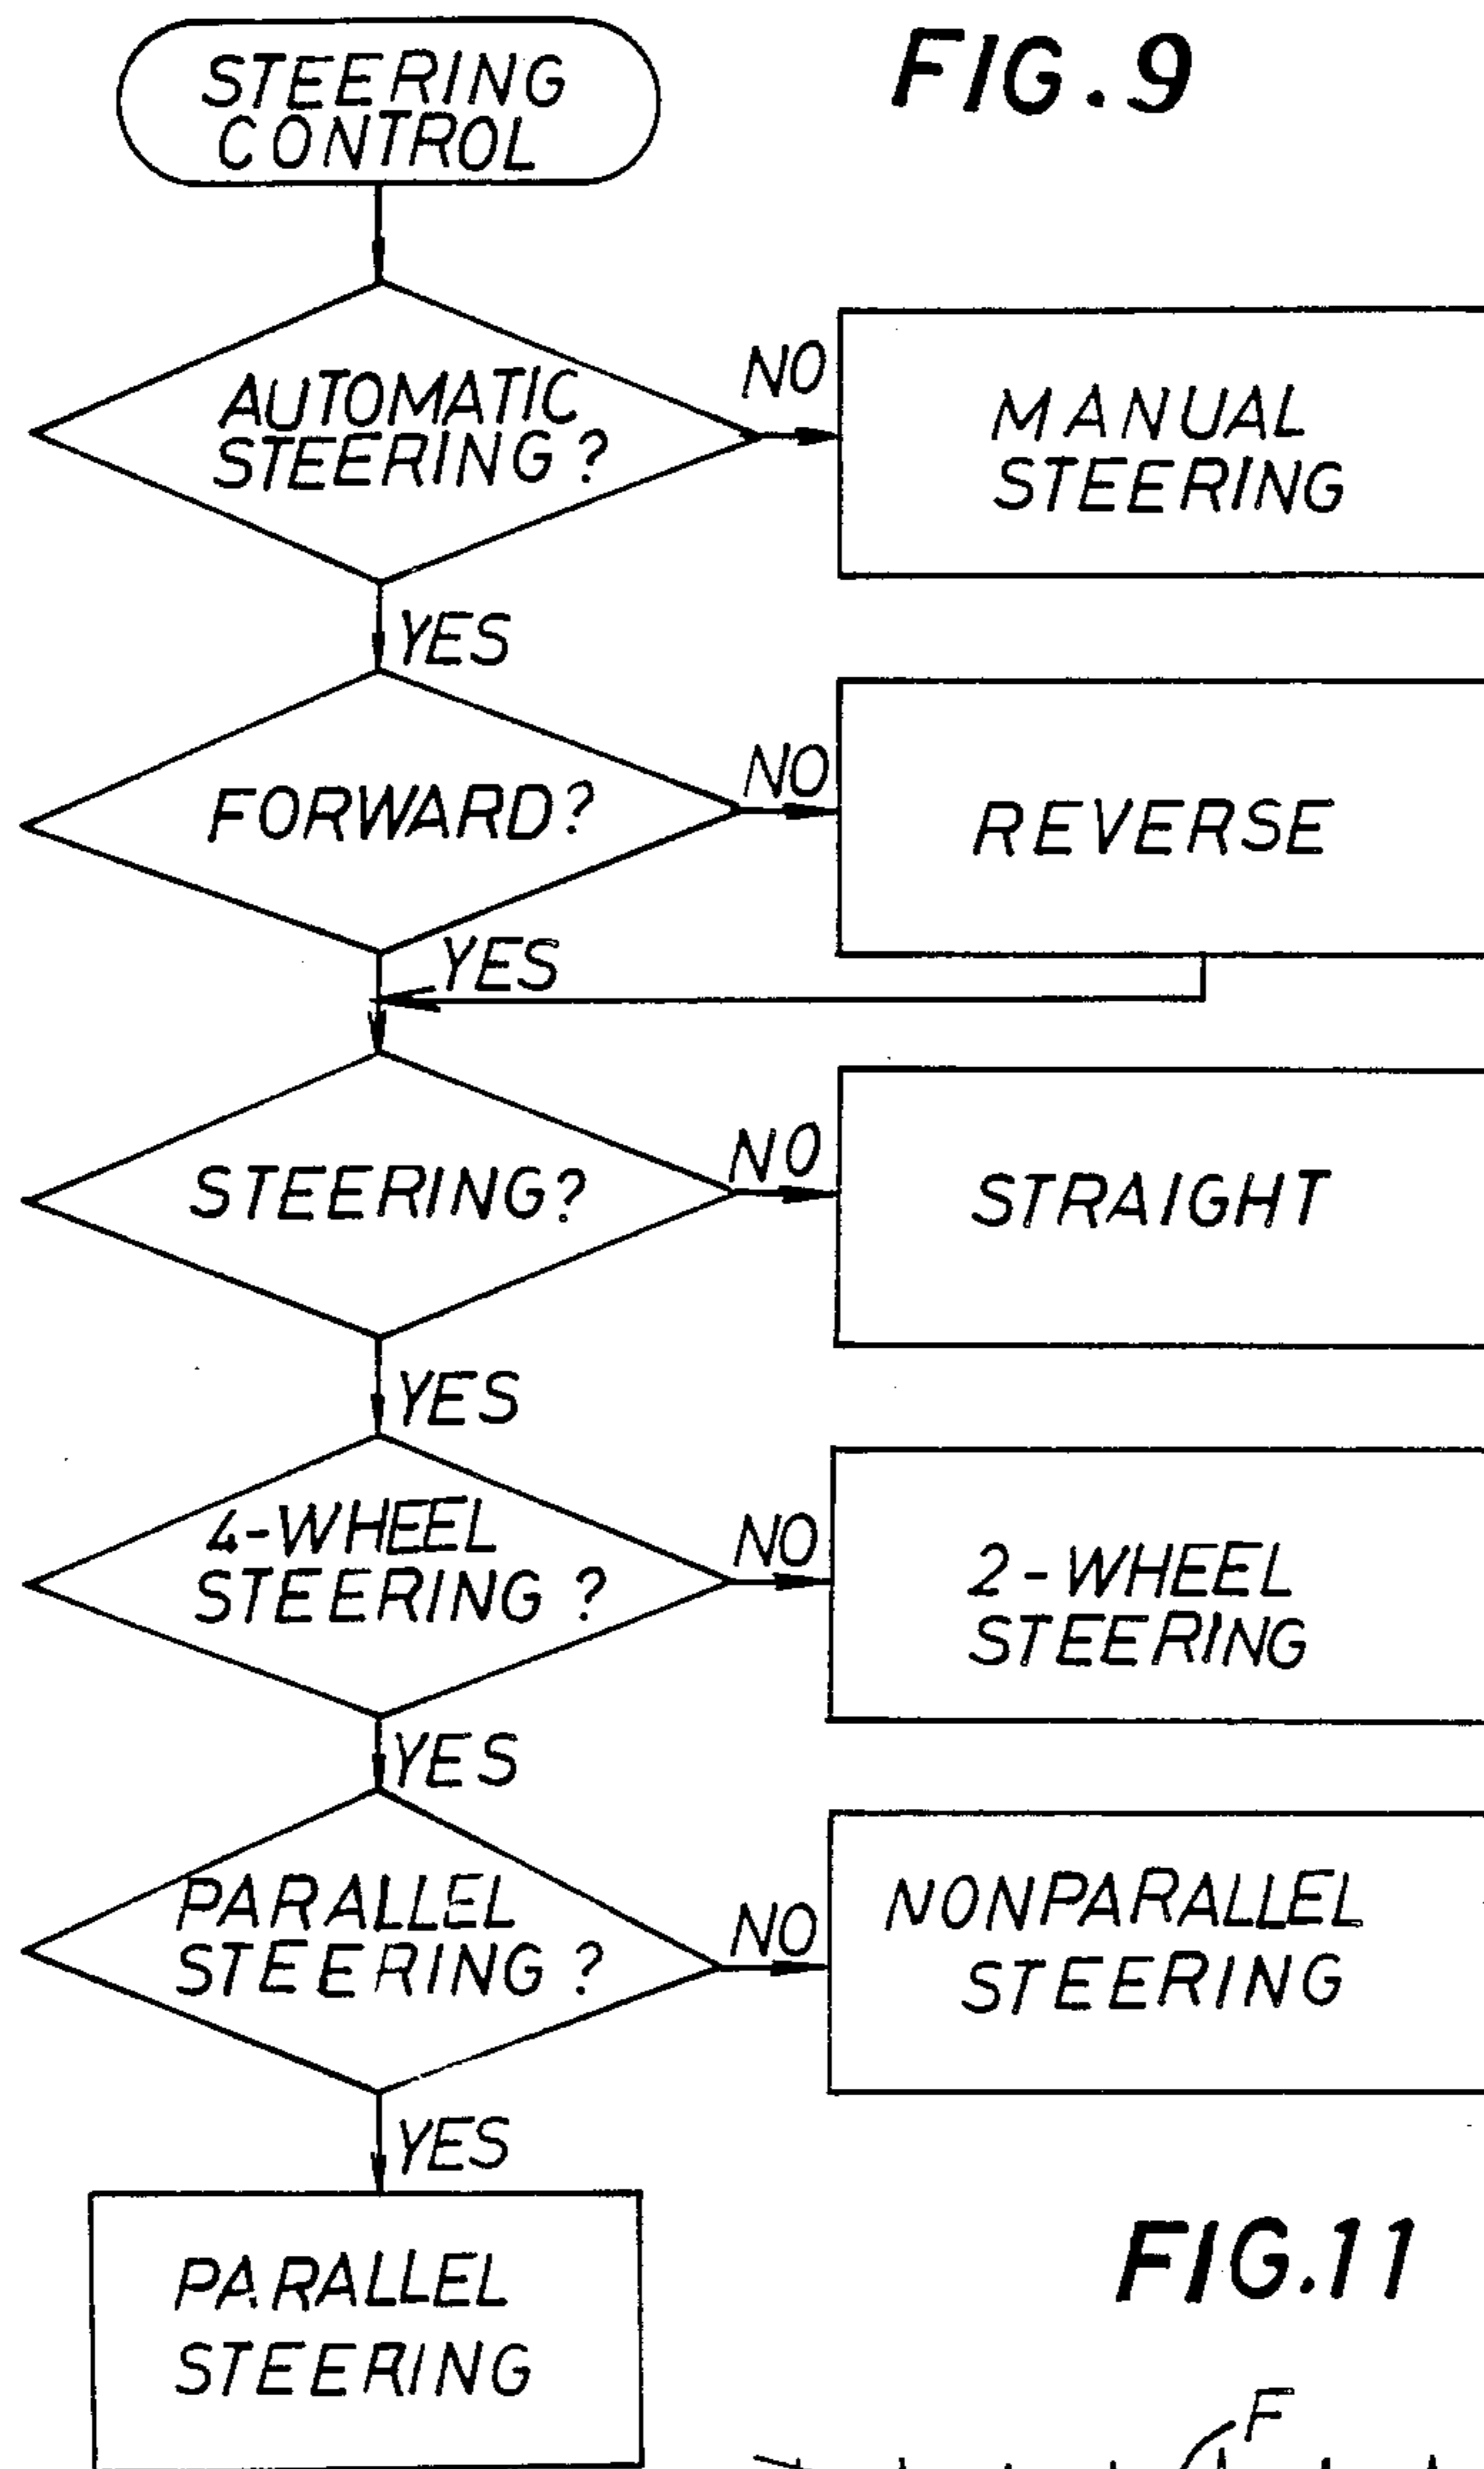 FIG. 9
STEERING
CONTROL
AUTOMATIC
STEERING ?
NO
MANUAL
STEERING
YES
FORWARD?
NO
REVERSE
YES
STEERING?
NO
STRAIGHT
YES
4-WHEEL
STEERING ?
NO
2-WHEEL
STEERING
YES
PARALLEL
STEERING ?
NO
NONPARALLEL
STEERING
YES
PARALLEL
STEERING
FIG.11
F